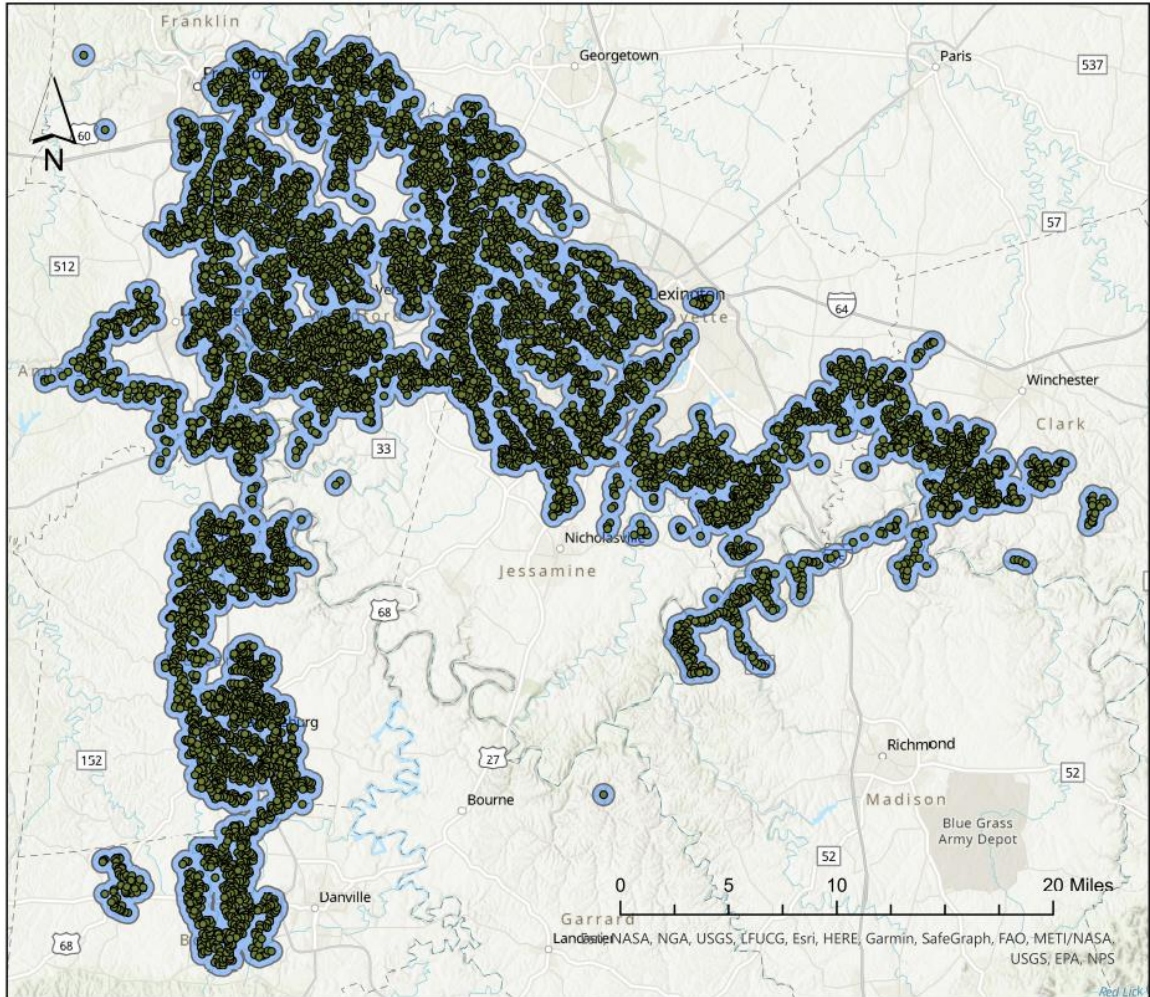 Franklin
Georgetown
Paris
537
60
N
57
512
Lexington
64
Winchester
Clark
33
Nicholasville
Jessamine
68
27
152
Richmond
52
Bourne
Madison
Blue Grass
Army Depot
52
0 5 10 20 Miles
Danville
Garrard
68
NASA, NGA, USGS, LFUCG, Esri, HERE, Garmin, SafeGraph, FAO, METI/NASA,
USGS, EPA, NPS
Red Lick